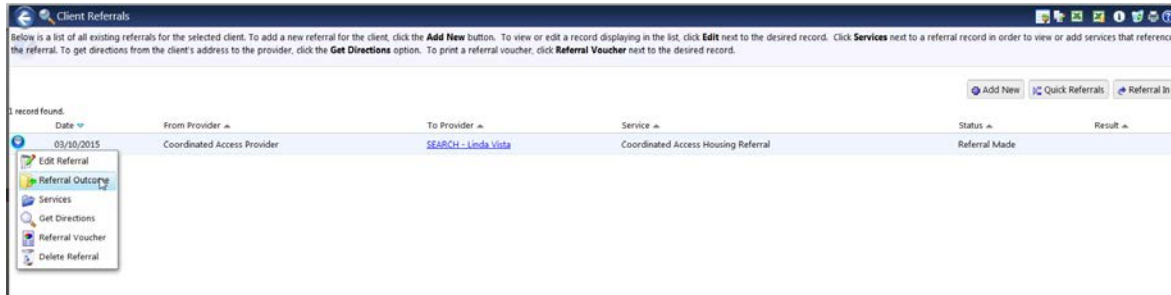 Client Referrals
Below is a list of all existing referrals for the selected client. To add a new referral for the client, click the Add New button. To view or edit a record displaying in the list, click Edit next to the desired record. Click Services next to a referral record in order to view or add services that reference
the referral. To get directions from the client's address to the provider, click the Get Directions option. To print a referral voucher, click Referral Voucher next to the desired record.
Add New Quick Referrals Referral In
1 record found.
Date From Provider To Provider Service Status Result
03/10/2015 Coordinated Access Provider SEARCH - Linda Vista Coordinated Access Housing Referral Referral Made
Edit Referral
Referral Outcome
Services
Get Directions
Referral Voucher
Delete Referral